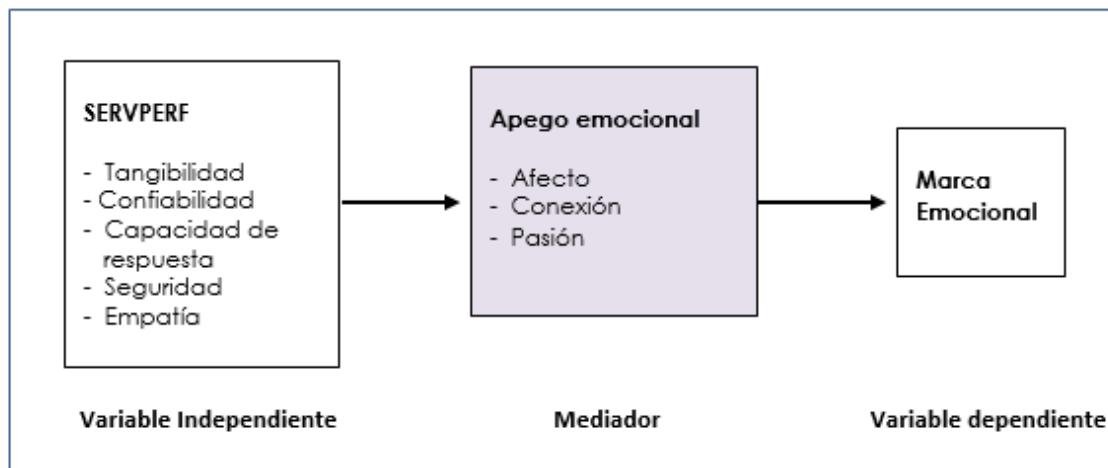 SERVPERF
- Tangibilidad
- Confiabilidad
- Capacidad de
respuesta
- Seguridad
- Empatía
Apego emocional
- Afecto
- Conexión
- Pasión
Marca
Emocional
Variable Independiente
Mediador
Variable dependiente